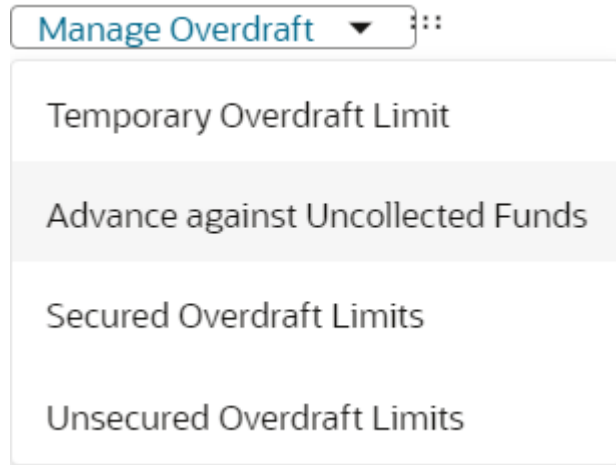 Manage Overdraft
Temporary Overdraft Limit
Advance against Uncollected Funds
Secured Overdraft Limits
Unsecured Overdraft Limits